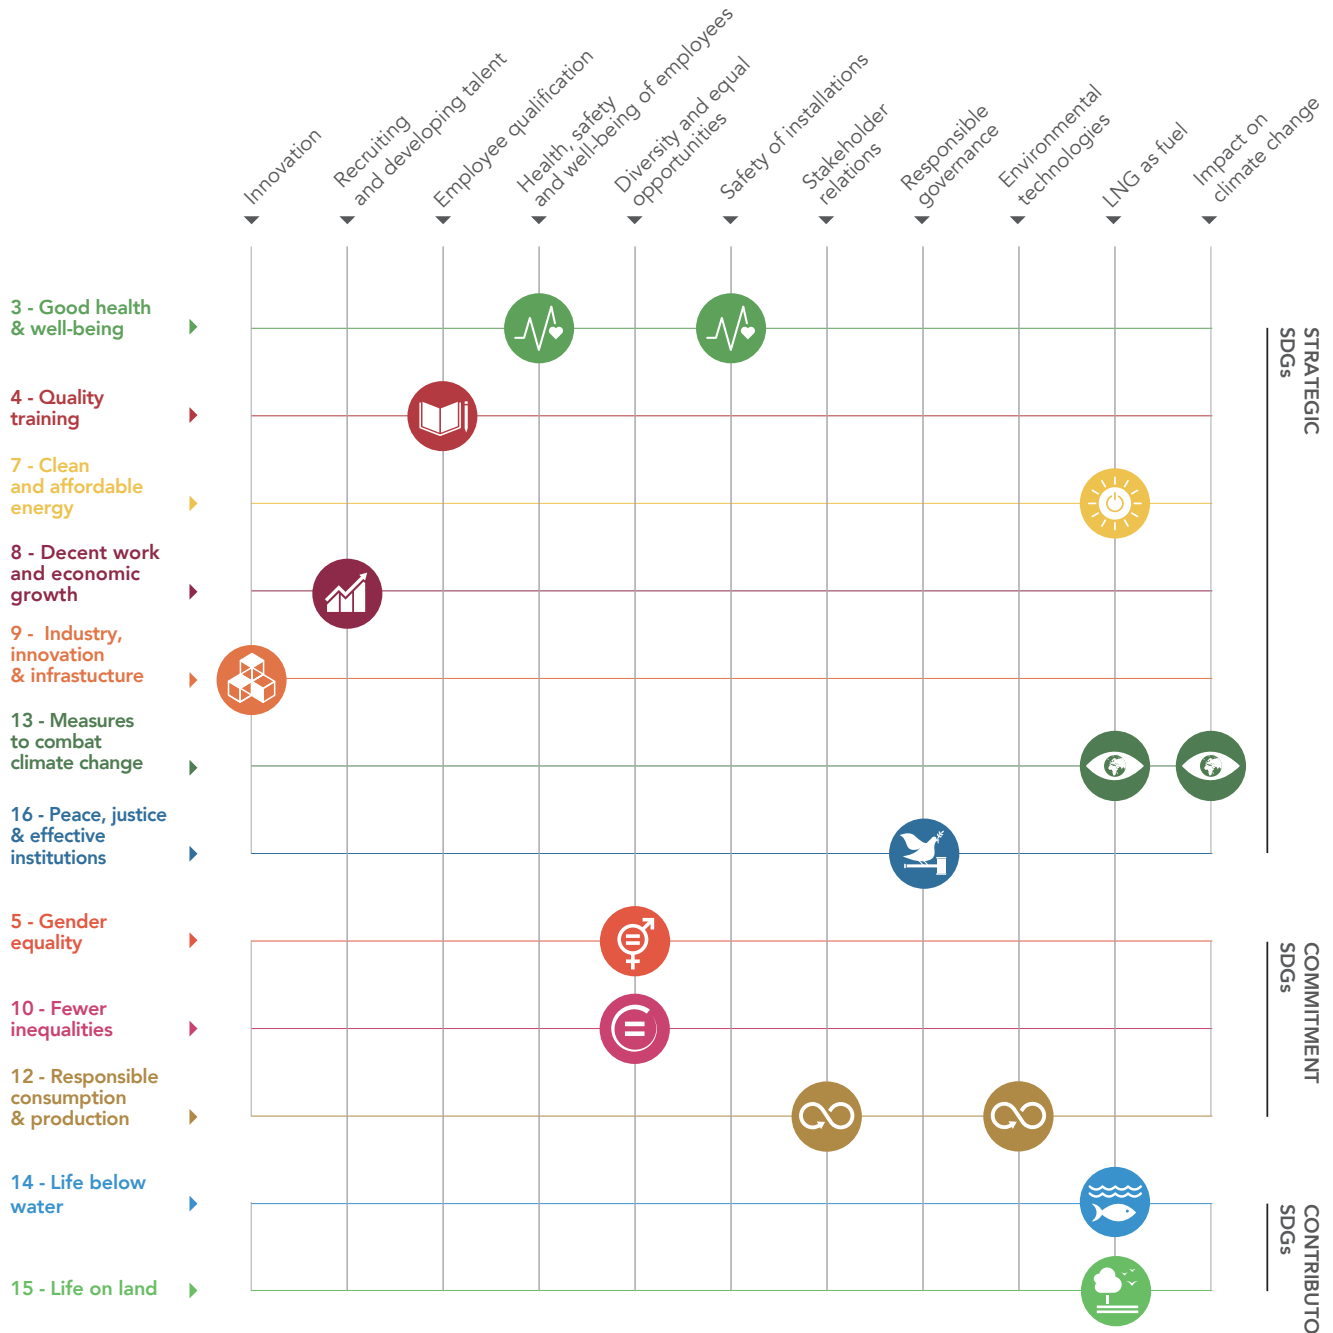 Innovation
Recruiting
and developing talent
Employee qualification
Health, safety
and well-being of employees
Diversity and equal
opportunities
Safety of installations
Stakeholder
relations
Responsible
governance
Environmental
technologies
LNG as fuel
Impact on
climate change
3 - Good health
& well-being
4 - Quality
training
7 - Clean
and affordable
energy
8 - Decent work
and economic
growth
9 - Industry,
innovation
& infrastucture
13 - Measures
to combat
climate change
16 - Peace, justice
& effective
institutions
STRATEGIC
SDGs
5 - Gender
equality
10 - Fewer
inequalities
12 - Responsible
consumption
& production
COMMITMENT
SDGs
14 - Life below
water
15 - Life on land
CONTRIBUTO
SDGs